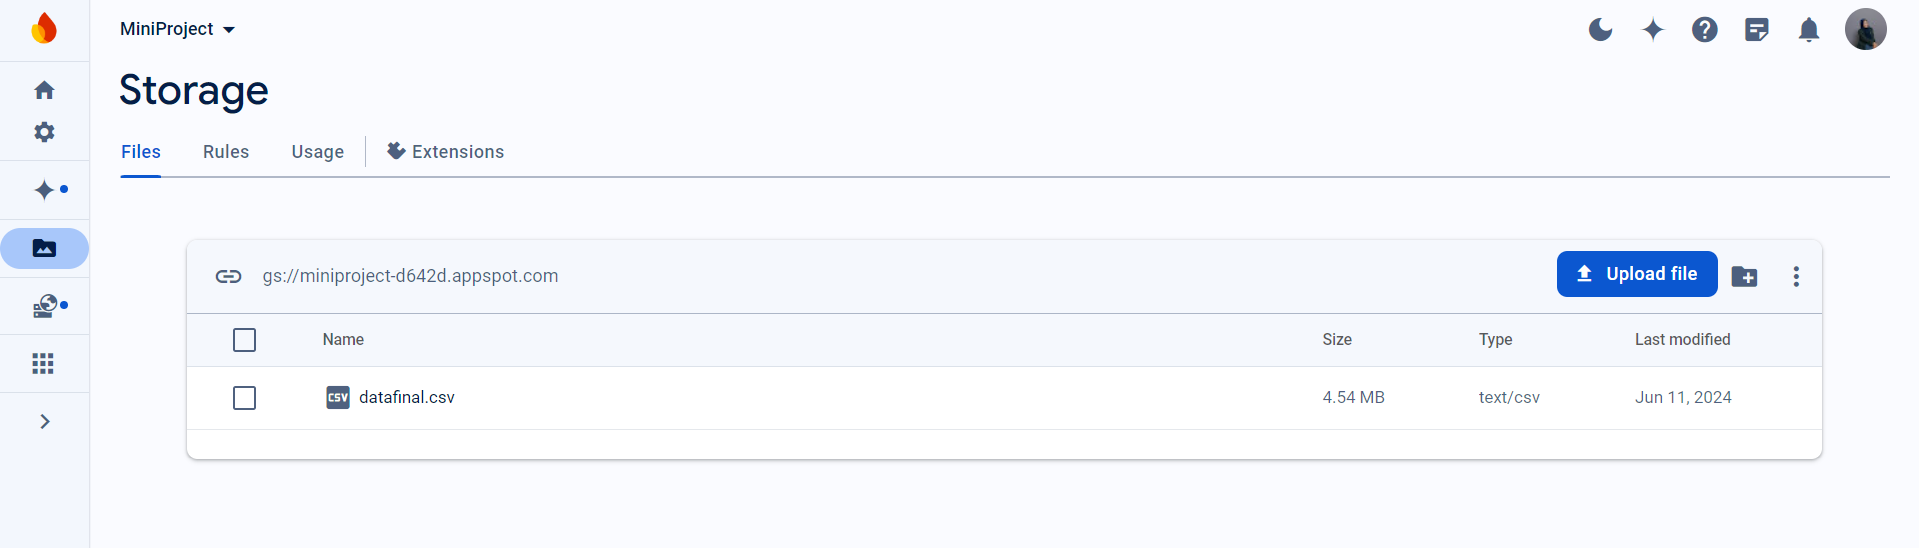 MiniProject
Storage
Files Rules Usage Extensions
gs://miniproject-d642d.appspot.com Upload file
Name Size Type Last modified
CSV datafinal.csv 4.54 MB text/csv Jun 11, 2024